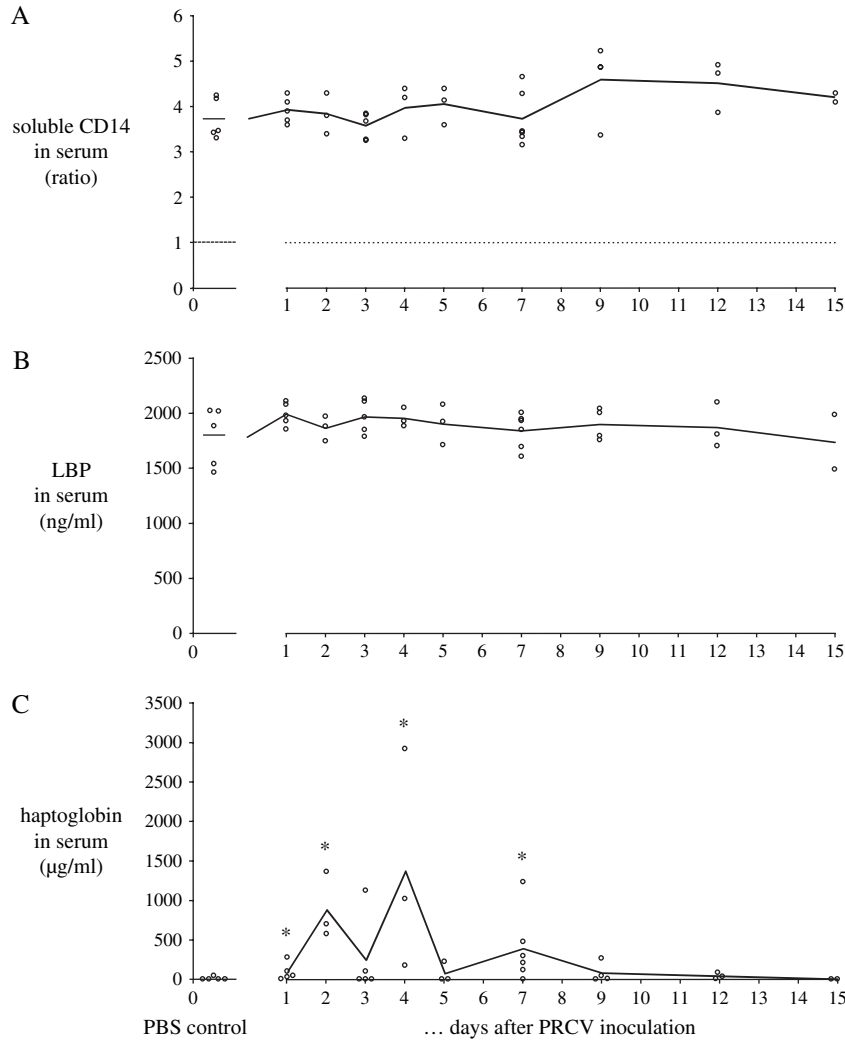 A
6
5
4
3
2
1
0
soluble CD14
in serum
(ratio)
0 1 2 3 4 5 6 7 8 9 10 11 12 13 14 15
B
2500
2000
1500
1000
500
0
LBP
in serum
(ng/ml)
0 1 2 3 4 5 6 7 8 9 10 11 12 13 14 15
C
3500
3000
2500
2000
1500
1000
500
0
haptoglobin
in serum
(µg/ml)
* * * *
0 1 2 3 4 5 6 7 8 9 10 11 12 13 14 15
PBS control … days after PRCV inoculation